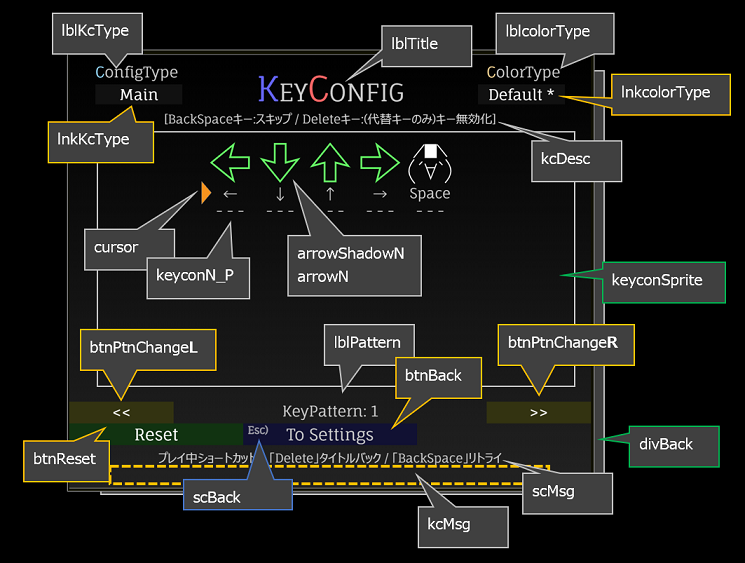 lblKcType
lblTitle
lblcolorType
ConfigType
Main
KEYCONFIG
ColorType
Default *
lnkcolorType
lnkKcType
[BackSpaceキー:スキップ / Deleteキー:(代替キーのみ)キー無効化]
kcDesc
← ↓ ↑ → Space
--- --- --- --- ---
cursor
keyconN_P
arrowShadowN
arrowN
keyconSprite
btnPtnChangeL
lblPattern
btnPtnChangeR
btnBack
<< KeyPattern: 1 >>
Reset
Esc) To Settings
btnReset
divBack
プレイ中ショートカット「Delete」タイトルバック / 「BackSpace」リトライ
scBack
scMsg
kcMsg